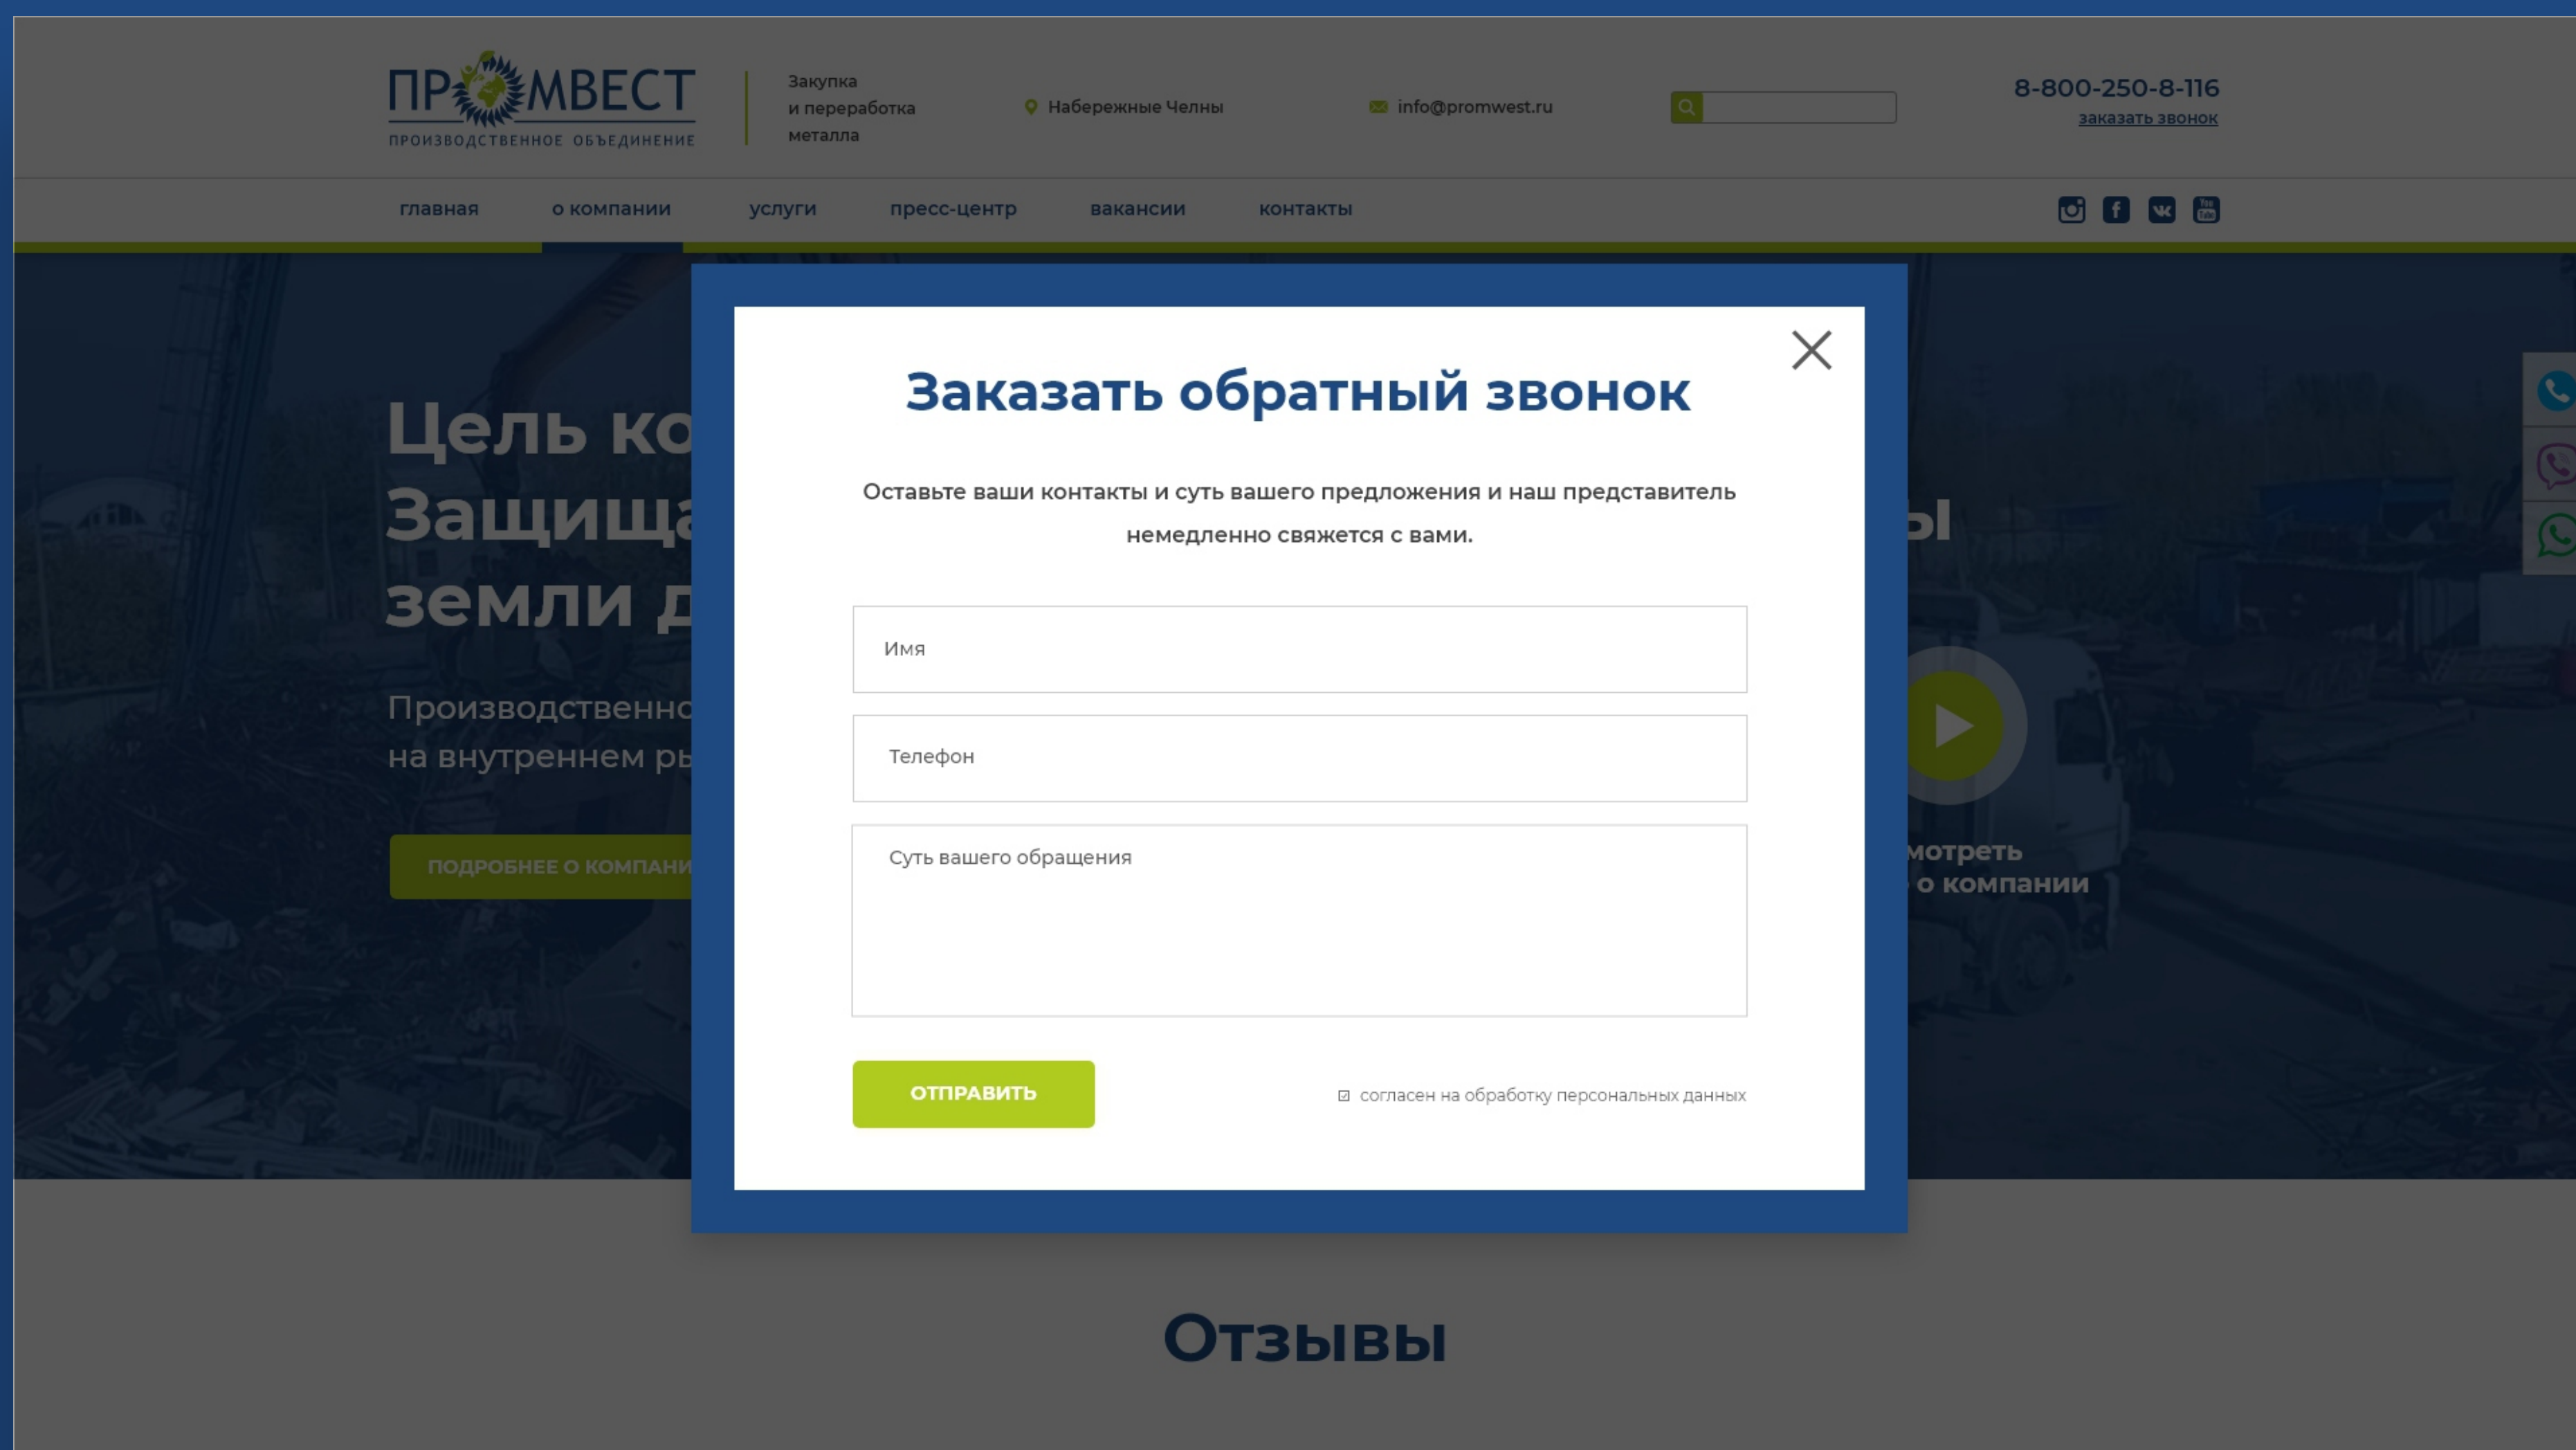 ПРОМВЕСТ
ПРОИЗВОДСТВЕННОЕ ОБЪЕДИНЕНИЕ
Закупка
и переработка
металла
Набережные Челны
info@promwest.ru
8-800-250-8-116
заказать звонок
главная
о компании
услуги
пресс-центр
вакансии
контакты
You
Tube
Цель ко
Защища
земли д
ы
Производственно
на внутреннем ры
ПОДРОБНЕЕ О КОМПАНИ
мотреть
о компании
Заказать обратный звонок
Оставьте ваши контакты и суть вашего предложения и наш представитель
немедленно свяжется с вами.
Имя
Телефон
Суть вашего обращения
ОТПРАВИТЬ
согласен на обработку персональных данных
Отзывы